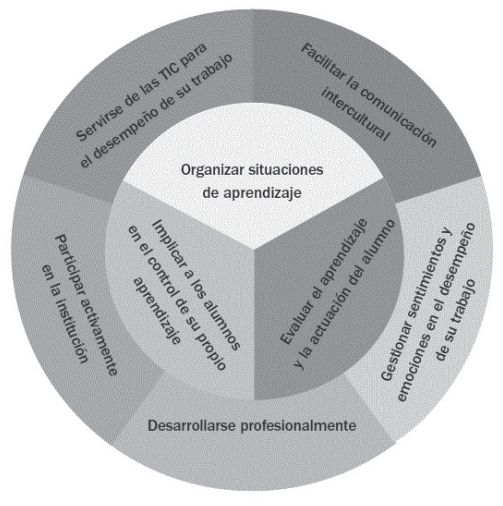 Servirse de las TIC para
el desempeño de su trabajo
Facilitar la comunicación
intercultural
Organizar situaciones
de aprendizaje
Implicar a los alumnos
en el control de su propio
aprendizaje
Evaluar el aprendizaje
y la actuación del alumno
Participar activamente
en la institución
Gestionar sentimientos y
emociones en el desempeño
de su trabajo
Desarrollarse profesionalmente